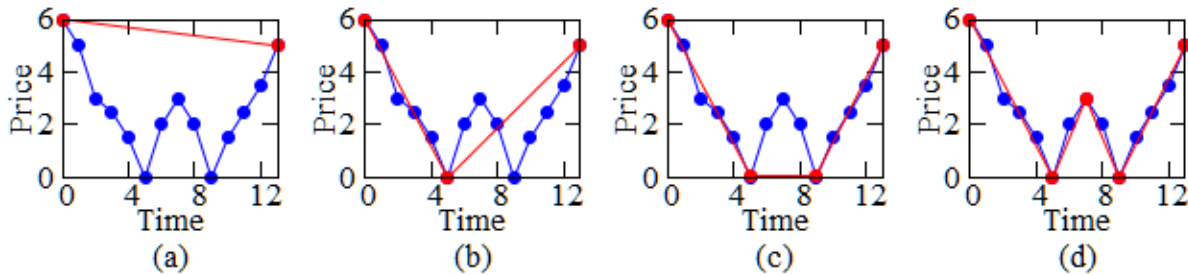 6 6 6 6
Price 4 Price 4 Price 4 Price 4
2 2 2 2
0 0 0 0
0 4 8 12 0 4 8 12 0 4 8 12 0 4 8 12
Time Time Time Time
(a) (b) (c) (d)